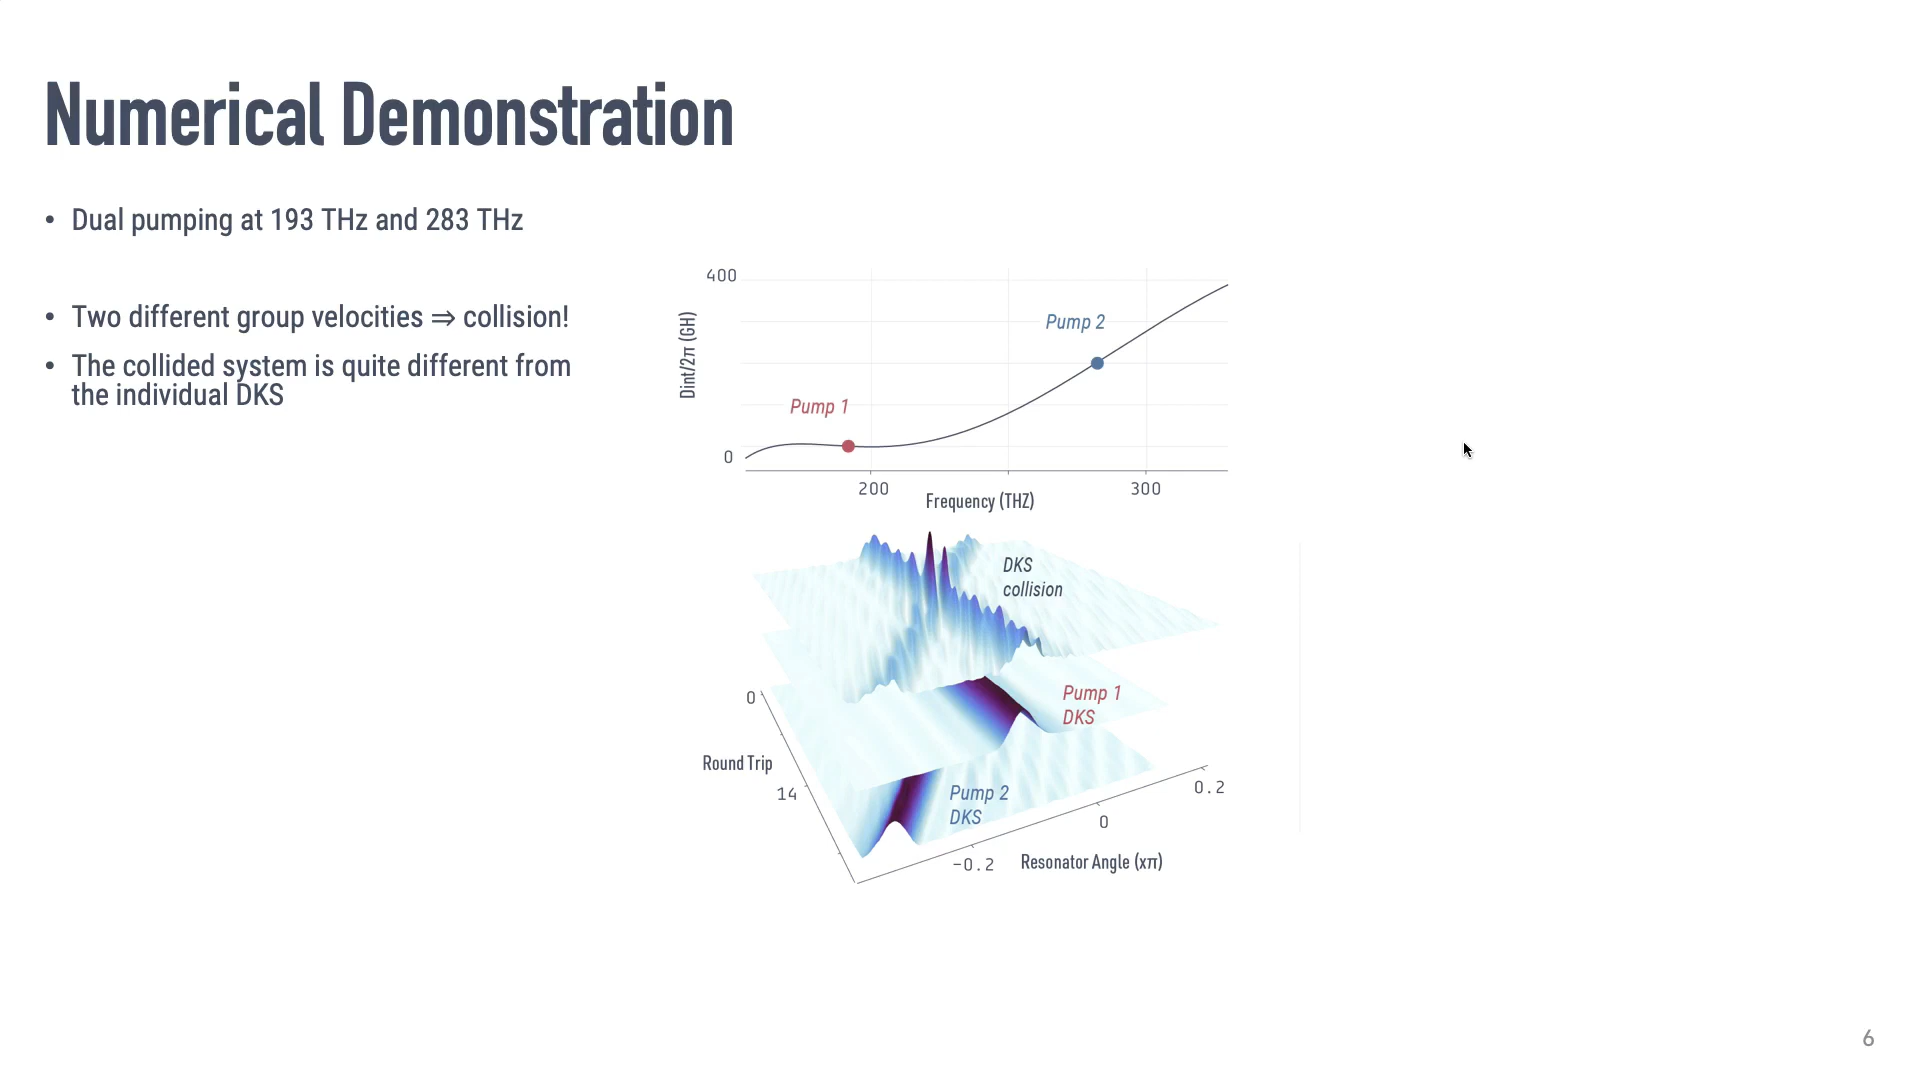 Numerical Demonstration
• Dual pumping at 193 THz and 283 THz
• Two different group velocities ⇒ collision!
• The collided system is quite different from
the individual DKS
400
Dint/2π (GH)
Pump 2
Pump 1
0
200
300
Frequency (THZ)
DKS
collision
0
Pump 1
DKS
Round Trip
14
Pump 2
DKS
0.2
0
-0.2
Resonator Angle (xπ)
6